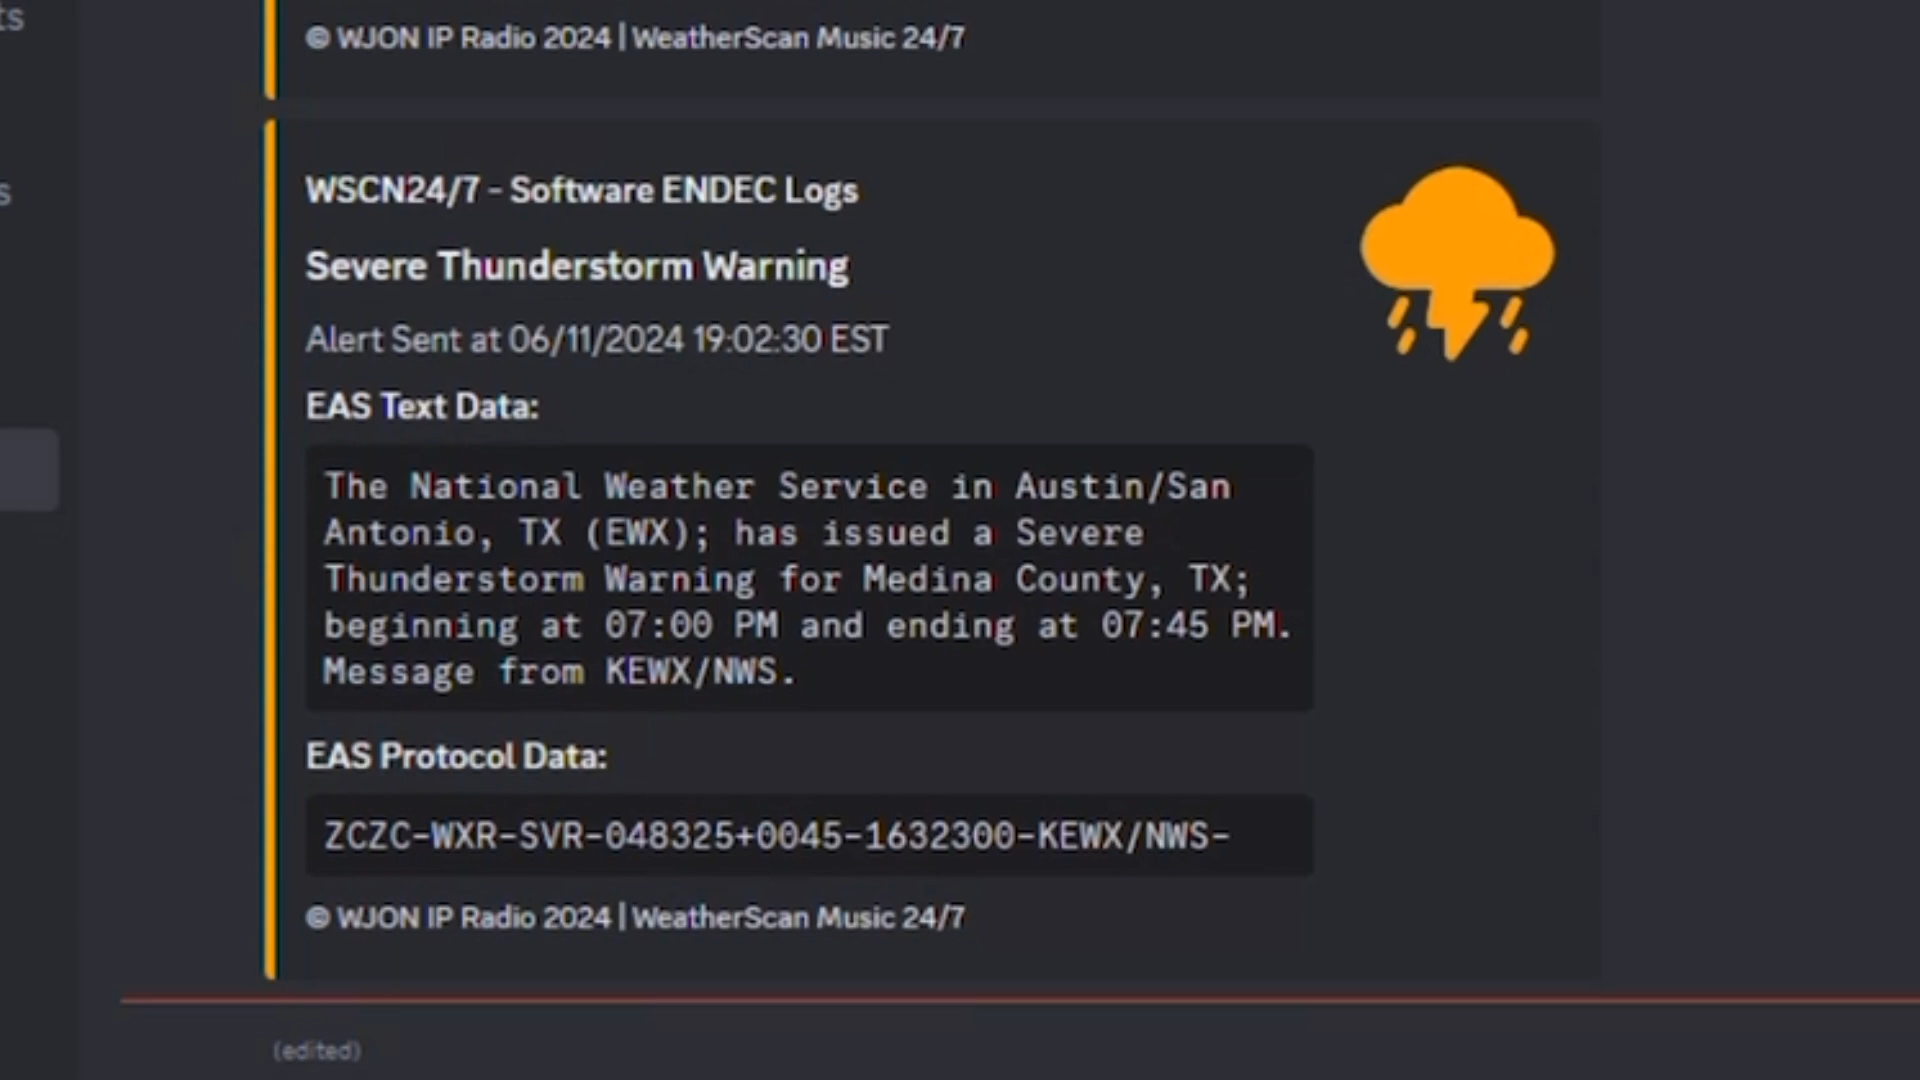 ts
© WJON IP Radio 2024 | WeatherScan Music 24/7
s
WSCN24/7 - Software ENDEC Logs
Severe Thunderstorm Warning
Alert Sent at 06/11/2024 19:02:30 EST
EAS Text Data:
The National Weather Service in Austin/San
Antonio, TX (EWX); has issued a Severe
Thunderstorm Warning for Medina County, TX;
beginning at 07:00 PM and ending at 07:45 PM.
Message from KEWX/NWS.
EAS Protocol Data:
ZCZC-WXR-SVR-048325+0045-1632300-KEWX/NWS-
© WJON IP Radio 2024 | WeatherScan Music 24/7
(edited)